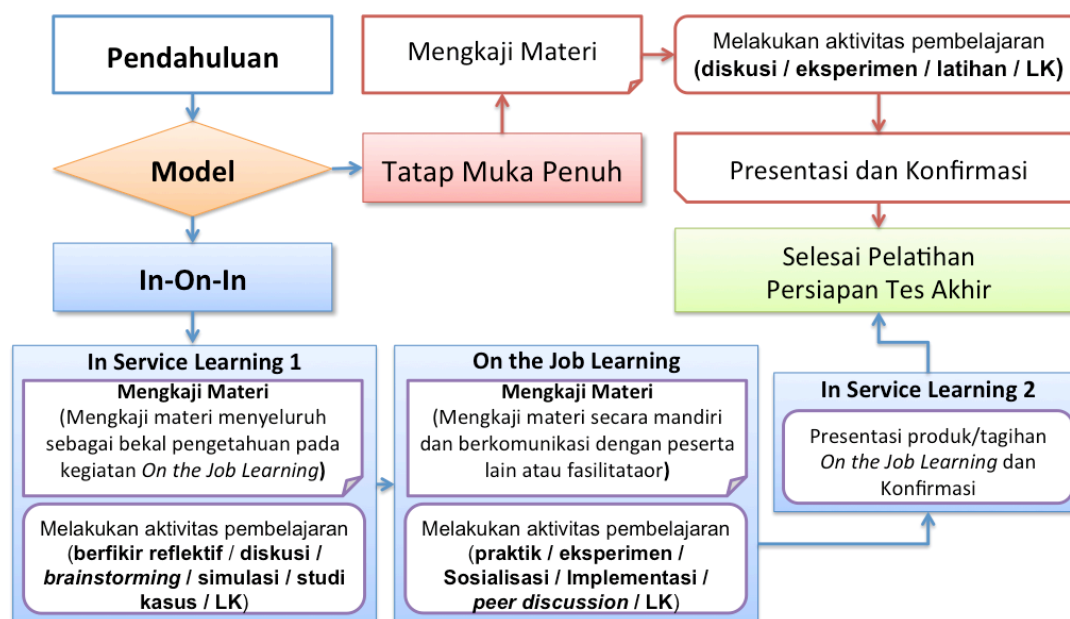 Pendahuluan
Model
Tatap Muka Penuh
Mengkaji Materi
Melakukan aktivitas pembelajaran
(diskusi / eksperimen / latihan / LK)
Presentasi dan Konfirmasi
Selesai Pelatihan
Persiapan Tes Akhir
In-On-In
In Service Learning 1
Mengkaji Materi
(Mengkaji materi menyeluruh
sebagai bekal pengetahuan pada
kegiatan On the Job Learning)
Melakukan aktivitas pembelajaran
(berfikir reflektif / diskusi /
brainstorming / simulasi / studi
kasus / LK)
On the Job Learning
Mengkaji Materi
(Mengkaji materi secara mandiri
dan berkomunikasi dengan peserta
lain atau fasilitataor)
Melakukan aktivitas pembelajaran
(praktik / eksperimen /
Sosialisasi / Implementasi /
peer discussion / LK)
In Service Learning 2
Presentasi produk/tagihan
On the Job Learning dan
Konfirmasi